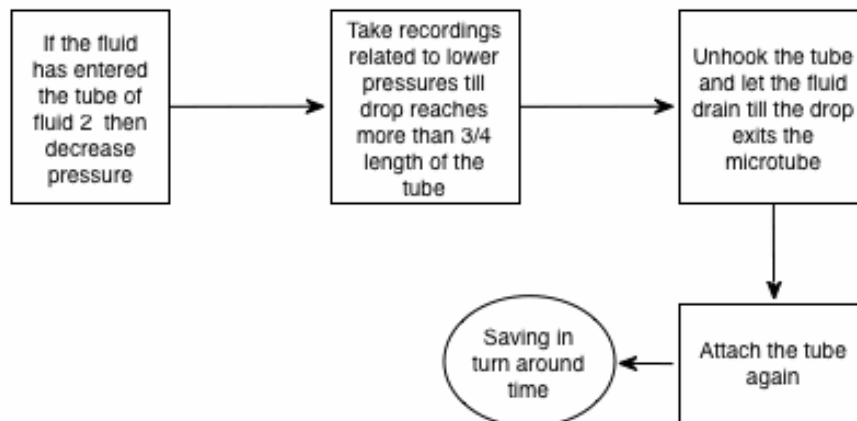 If the fluid
has entered
the tube of
fluid 2 then
decrease
pressure
Take recordings
related to lower
pressures till
drop reaches
more than 3/4
length of the
tube
Unhook the tube
and let the fluid
drain till the drop
exits the
microtube
Attach the tube
again
Saving in
turn around
time